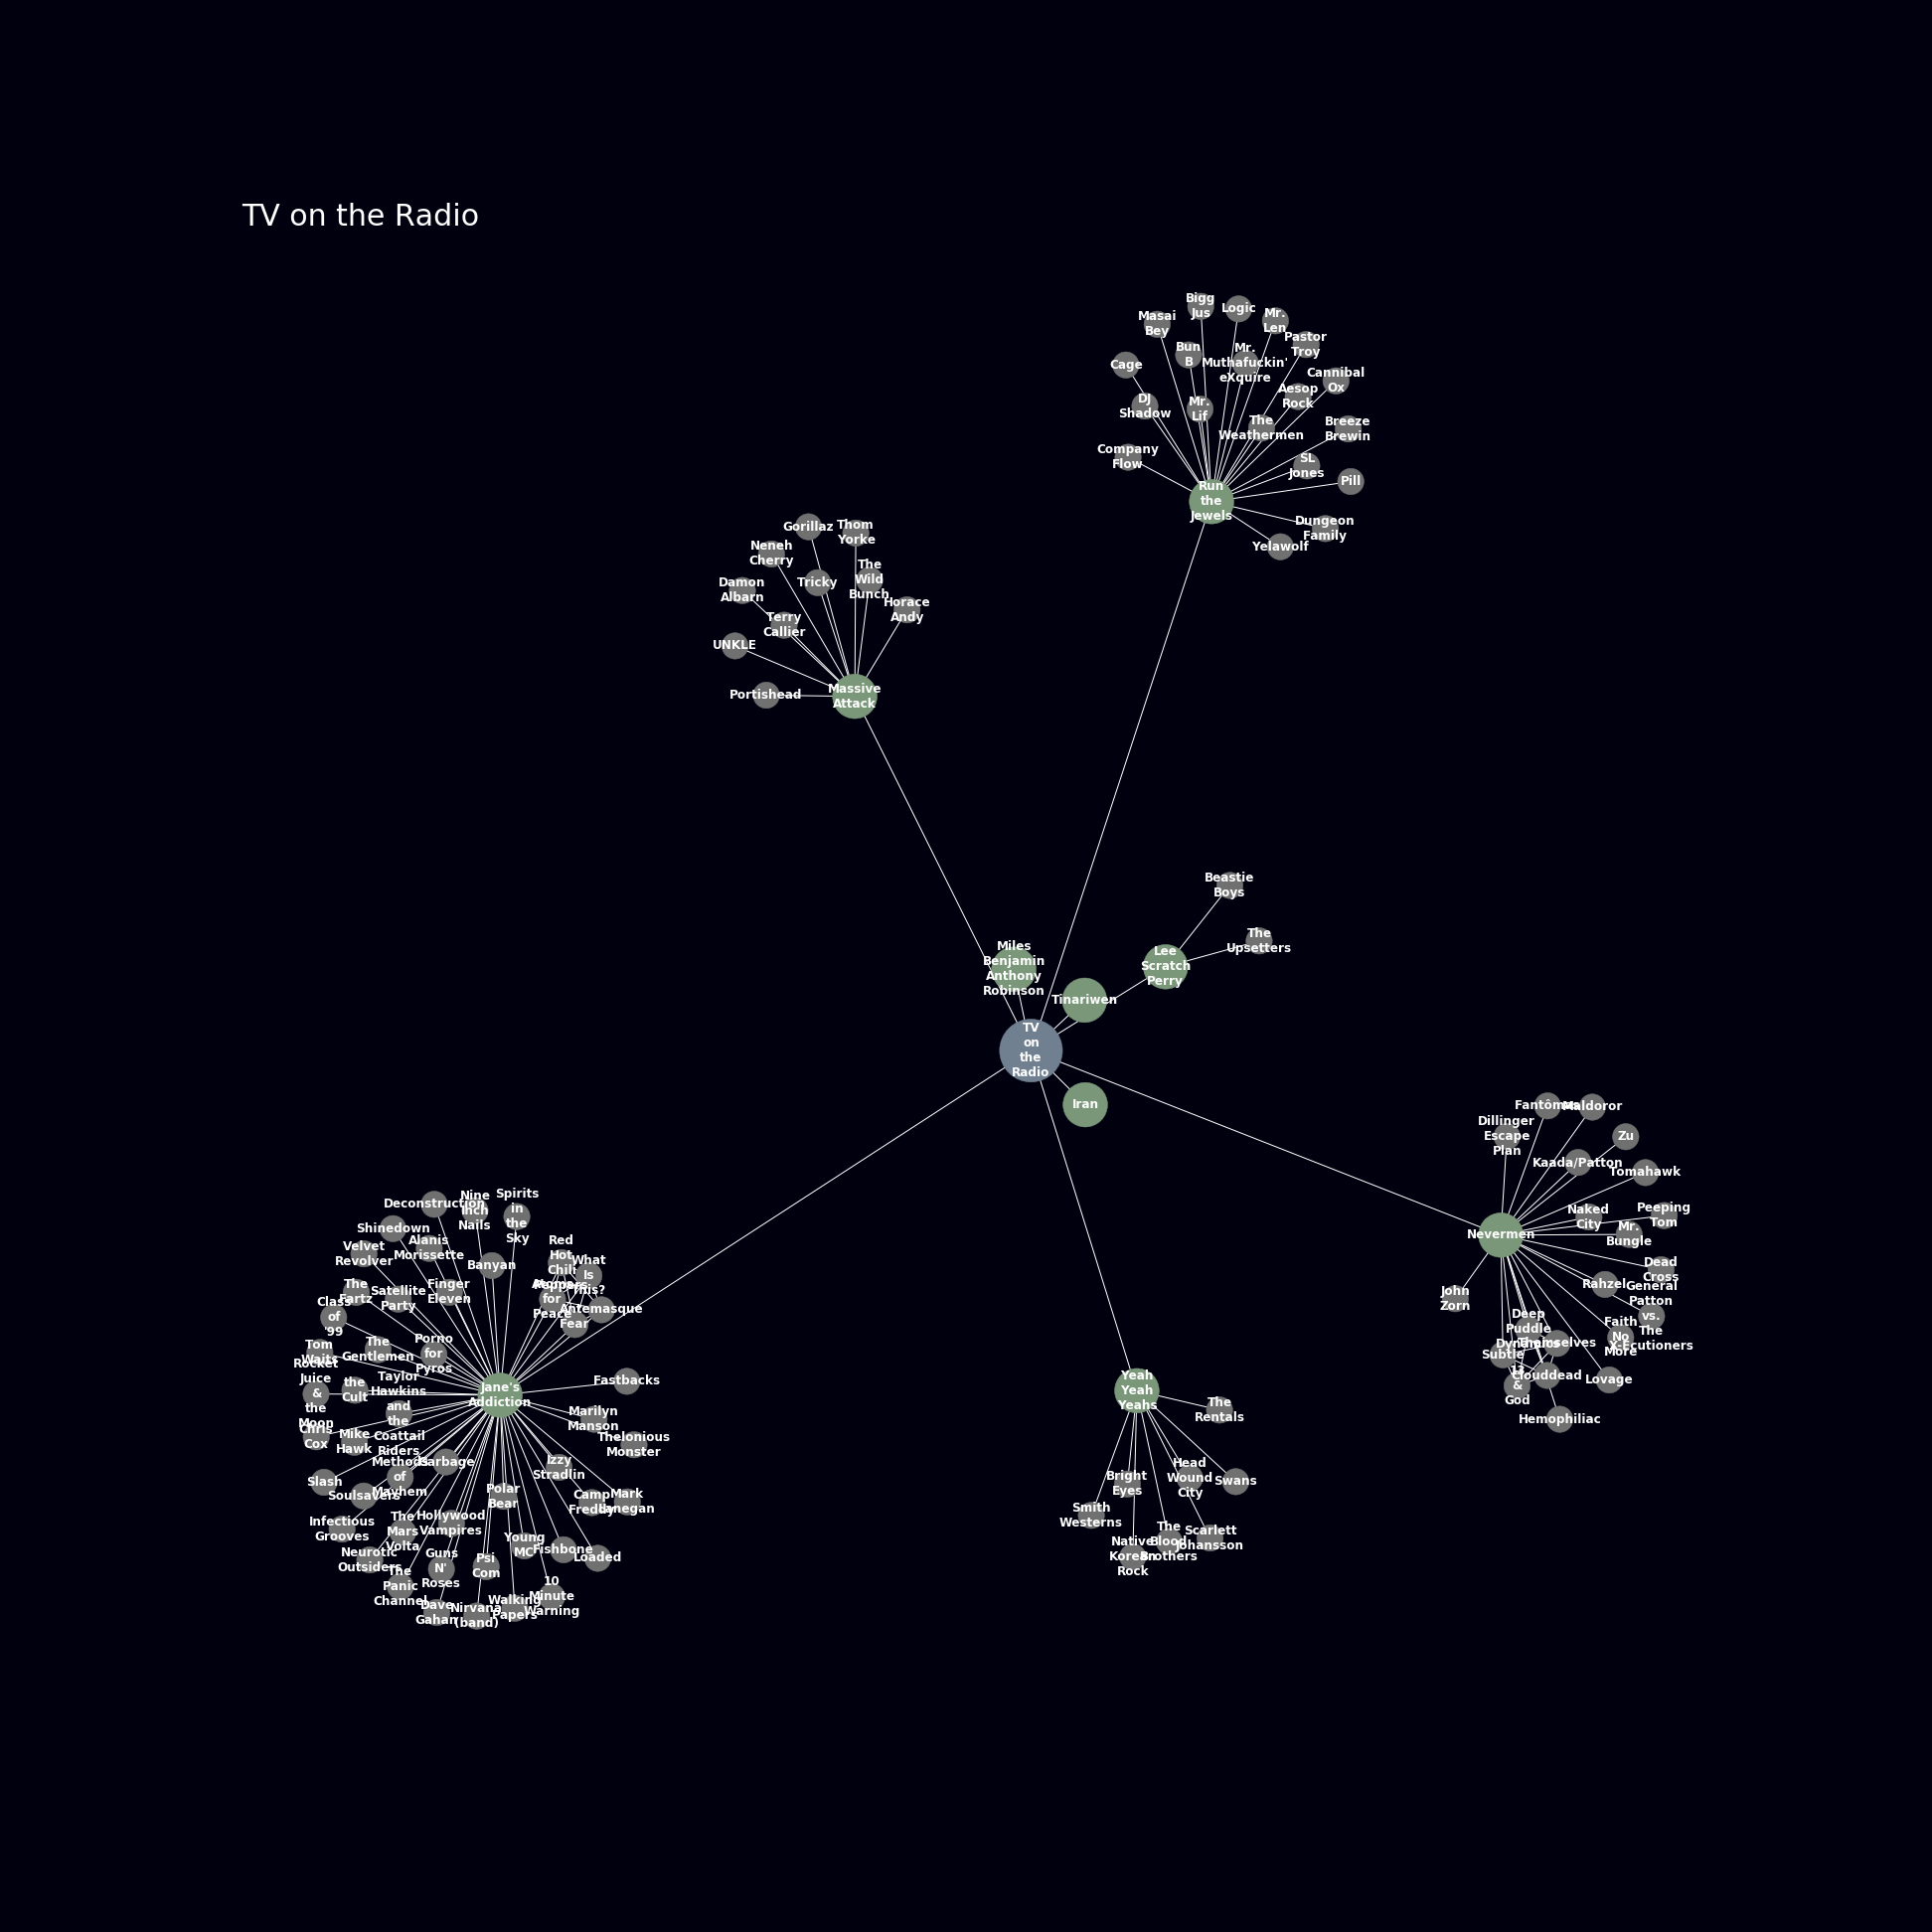 TV on the Radio
Bigg
Jus
Logic
Masai
Bey
Mr.
Len
Pastor
Troy
Bun
B
Mr.
Muthafuckin'
eXquire
Cage
Cannibal
Ox
Aesop
Rock
DJ
Shadow
Mr.
Lif
The
Weathermen
Breeze
Brewin
Company
Flow
SL
Jones
Pill
Run
the
Jewels
Dungeon
Family
Yelawolf
Gorillaz
Thom
Yorke
Neneh
Cherry
Tricky
The
Wild
Bunch
Damon
Albarn
Horace
Andy
Terry
Callier
UNKLE
Portishead
Massive
Attack
Beastie
Boys
The
Upsetters
Lee
Scratch
Perry
Miles
Benjamin
Anthony
Robinson
Tinariwen
TV
on
the
Radio
Iran
Fantômas
Maldoror
Dillinger
Escape
Plan
Zu
Kaada/Patton
Tomahawk
Naked
City
Peeping
Tom
Mr.
Bungle
Nevermen
Dead
Cross
Rahzel
General
Patton
vs.
The
X-Ecutioners
John
Zorn
Deep
Puddle
Dynamics
Themselves
Faith
No
More
Subtle
13
&
God
Clouddead
Lovage
Hemophiliac
Deconstruction
Nine
Inch
Nails
Spirits
in
the
Sky
Shinedown
Alanis
Morissette
Velvet
Revolver
Banyan
Red
Hot
Chili
Peppers
What
Is
This?
Atoms
for
Peace
Antemasque
Fear
The
Fartz
Satellite
Party
Finger
Eleven
Class
of
'99
Tom
Waits
The
Gentlemen
Porno
for
Pyros
Rocket
Juice
&
the
Moon
the
Cult
Taylor
Hawkins
and
the
Coattail
Riders
Jane's
Addiction
Fastbacks
Chris
Cox
Mike
Hawk
Marilyn
Manson
Thelonious
Monster
Methods
of
Mayhem
Garbage
Izzy
Stradlin
Slash
Soulsavers
Polar
Bear
Camp
Freddy
Mark
Lanegan
Infectious
Grooves
The
Mars
Volta
Hollywood
Vampires
Young
MC
Fishbone
Loaded
Neurotic
Outsiders
Guns
N'
Roses
Psi
Com
The
Panic
Channel
10
Minute
Warning
Dave
Gahan
Nirvana
(band)
Walking
Papers
Yeah
Yeah
Yeahs
The
Rentals
Bright
Eyes
Head
Wound
City
Swans
Smith
Westerns
Native
Korean
Rock
The
Blood
Brothers
Scarlett
Johansson